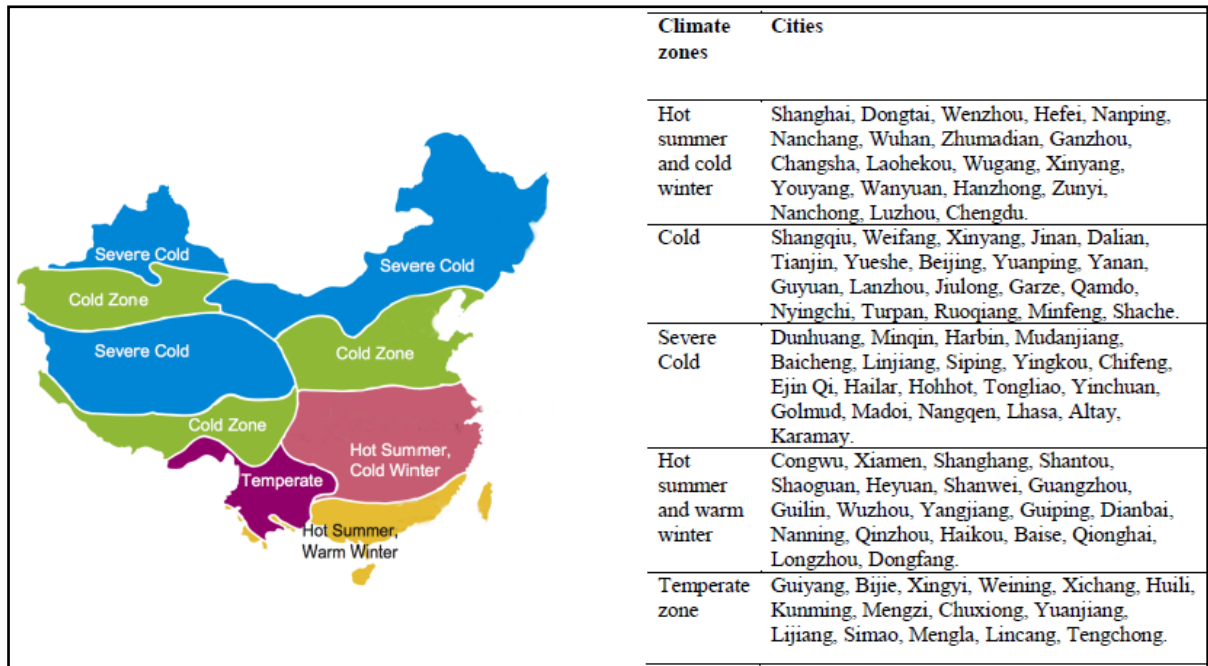 Severe Cold
Severe Cold
Cold Zone
Severe Cold
Cold Zone
Cold Zone
Hot Summer,
Cold Winter
Temperate
Hot Summer,
Warm Winter
Climate zones Cities
Hot summer and cold winter
Shanghai, Dongtai, Wenzhou, Hefei, Nanping,
Nanchang, Wuhan, Zhumadian, Ganzhou,
Changsha, Laohekou, Wugang, Xinyang,
Youyang, Wanyuan, Hanzhong, Zunyi,
Nanchong, Luzhou, Chengdu.
Cold
Shangqiu, Weifang, Xinyang, Jinan, Dalian,
Tianjin, Yueshe, Beijing, Yuanping, Yanan,
Guyuan, Lanzhou, Jiulong, Garze, Qamdo,
Nyingchi, Turpan, Ruoqiang, Minfeng, Shache.
Severe Cold
Dunhuang, Minqin, Harbin, Mudanjiang,
Baicheng, Linjiang, Siping, Yingkou, Chifeng,
Ejin Qi, Hailar, Hohhot, Tongliao, Yinchuan,
Golmud, Madoi, Nangqen, Lhasa, Altay,
Karamay.
Hot summer and warm winter
Congwu, Xiamen, Shanghang, Shantou,
Shaoguan, Heyuan, Shanwei, Guangzhou,
Guilin, Wuzhou, Yangjiang, Guiping, Dianbai,
Nanning, Qinzhou, Haikou, Baise, Qionghai,
Longzhou, Dongfang.
Temperate zone
Guiyang, Bijie, Xingyi, Weining, Xichang, Huili,
Kunming, Mengzi, Chuxiong, Yuanjiang,
Lijiang, Simao, Mengla, Lincang, Tengchong.